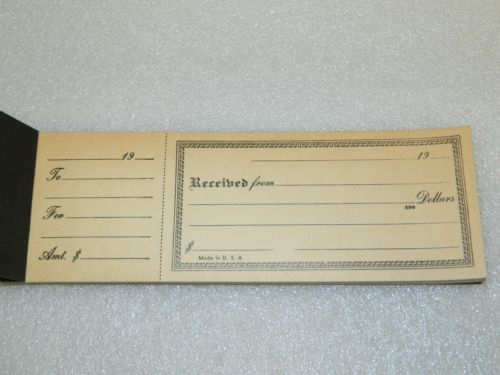 19
To
For
Amt. $
19
Received from
100 Dollars
$
Made in U. S. A.